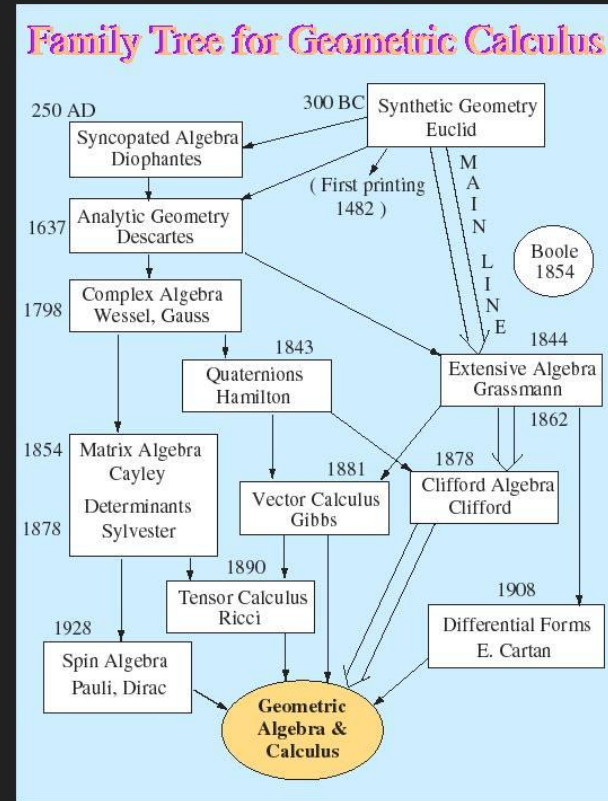 Family Tree for Geometric Calculus
300 BC
Synthetic Geometry
Euclid
250 AD
Syncopated Algebra
Diophantes
( First printing
1482 )
MAIN LINE
1637
Analytic Geometry
Descartes
Boole
1854
1798
Complex Algebra
Wessel, Gauss
1843
Quaternions
Hamilton
1844
Extensive Algebra
Grassmann
1862
1854
Matrix Algebra
Cayley
Determinants
Sylvester
1878
1881
Vector Calculus
Gibbs
1878
Clifford Algebra
Clifford
1890
Tensor Calculus
Ricci
1908
Differential Forms
E. Cartan
1928
Spin Algebra
Pauli, Dirac
Geometric
Algebra &
Calculus